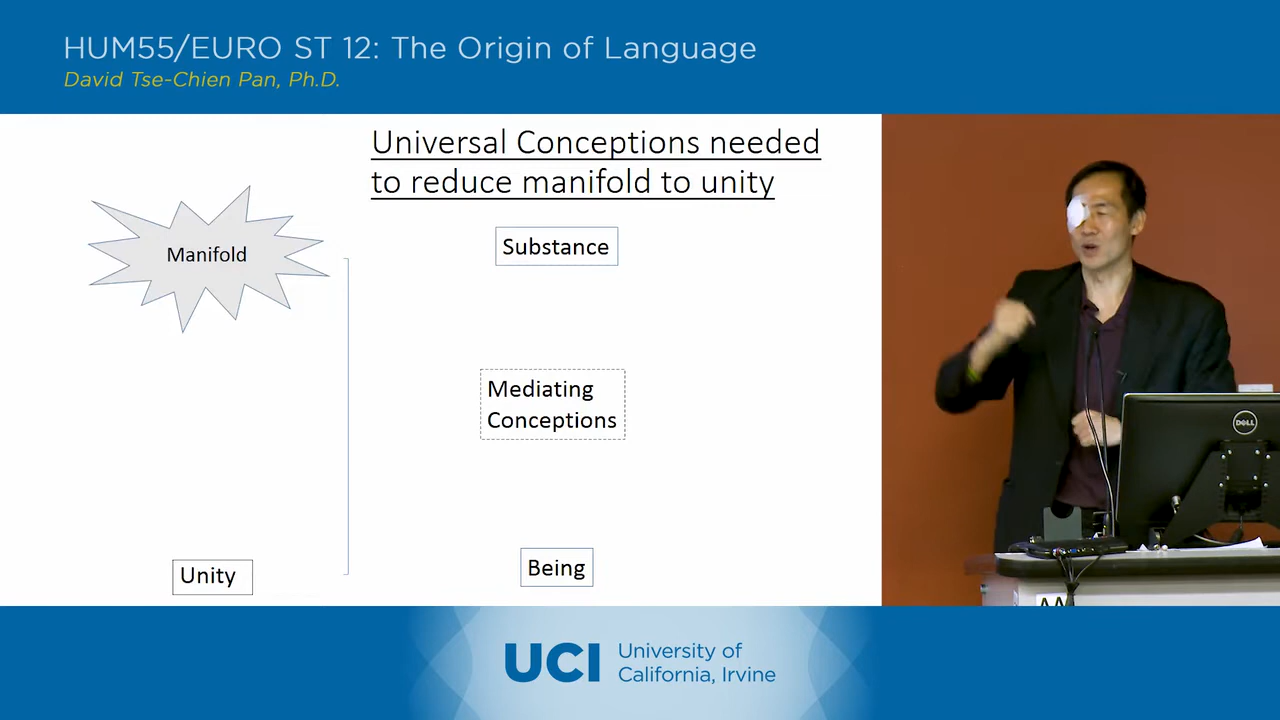 HUM55/EURO ST 12: The Origin of Language
David Tse-Chien Pan, Ph.D.
Universal Conceptions needed
to reduce manifold to unity
Manifold
Substance
Mediating
Conceptions
Unity
Being
DELL
UCI
University of
California, Irvine